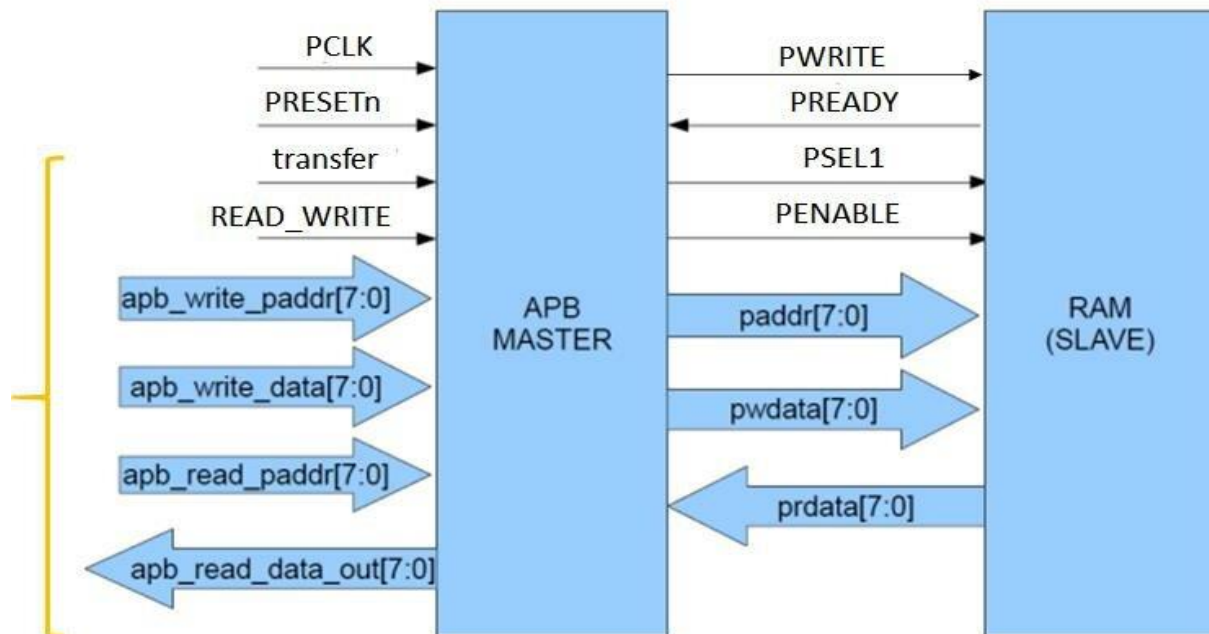 PCLK
PRESETn
transfer
READ_WRITE
apb_write_paddr[7:0]
apb_write_data[7:0]
apb_read_paddr[7:0]
apb_read_data_out[7:0]
APB
MASTER
PWRITE
PREADY
PSEL1
PENABLE
paddr[7:0]
pwdata[7:0]
prdata[7:0]
RAM
(SLAVE)